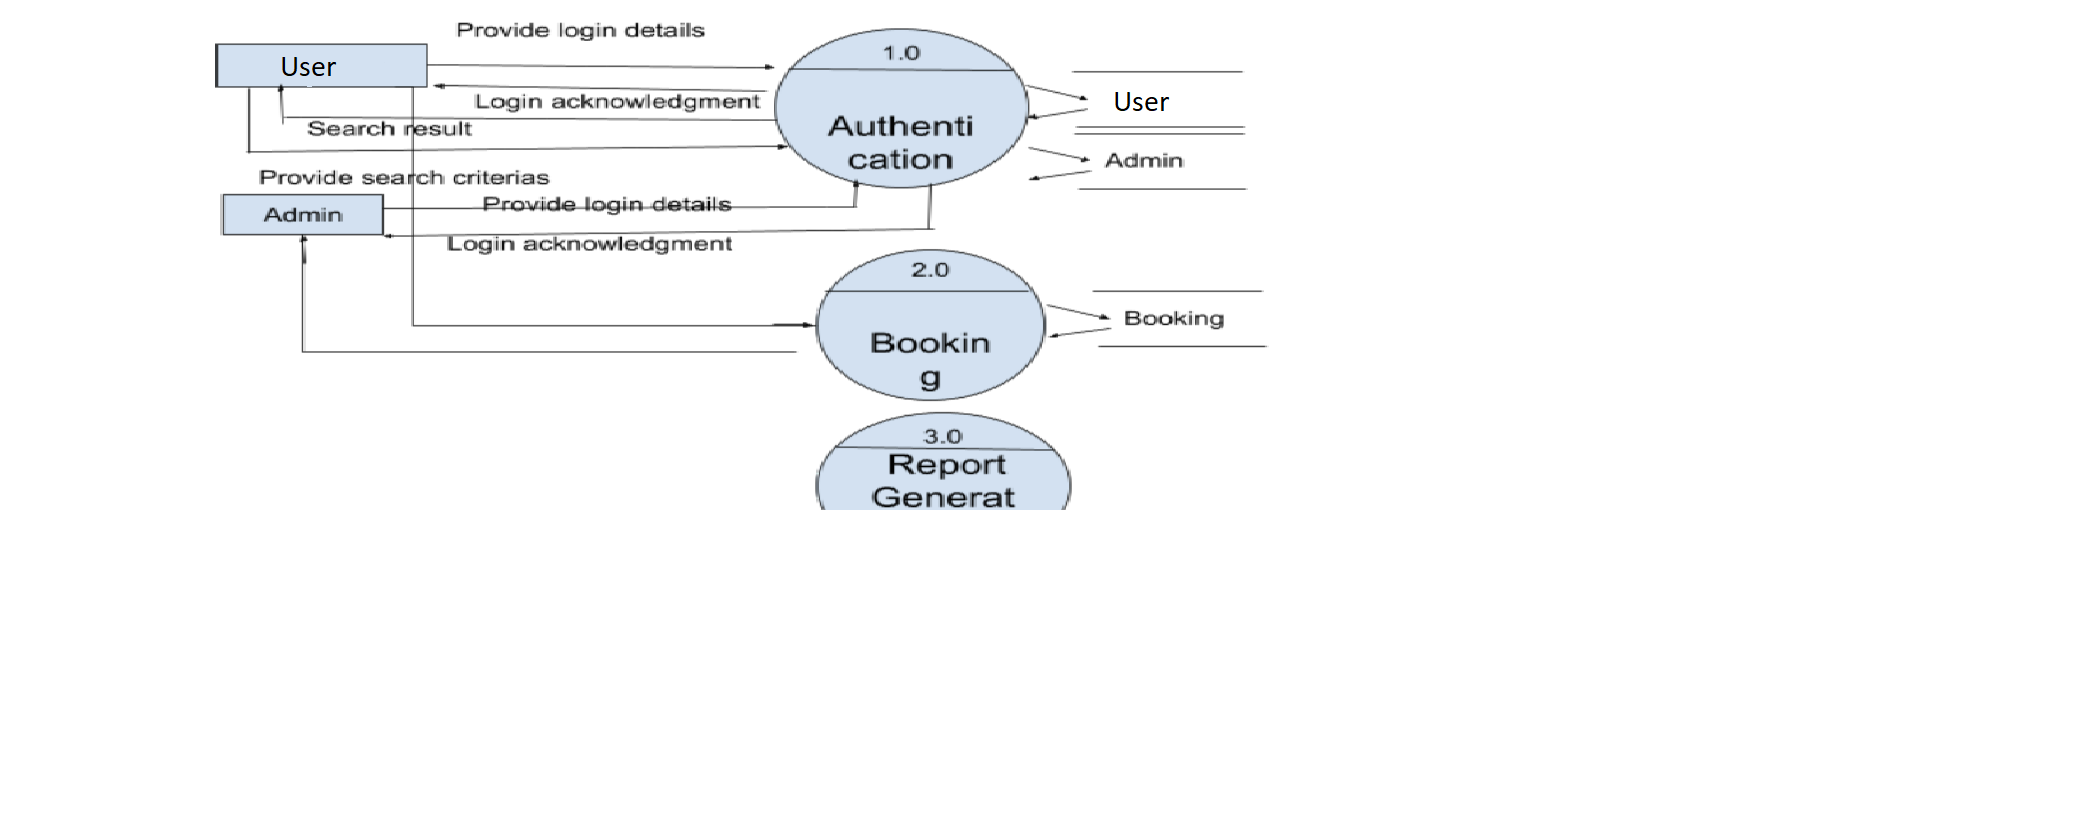 Provide login details
User
1.0
Login acknowledgment
User
Search result
Authenti
cation
Admin
Provide search criterias
Provide login details
Admin
Login acknowledgment
2.0
Booking
Bookin
g
3.0
Report
Generat